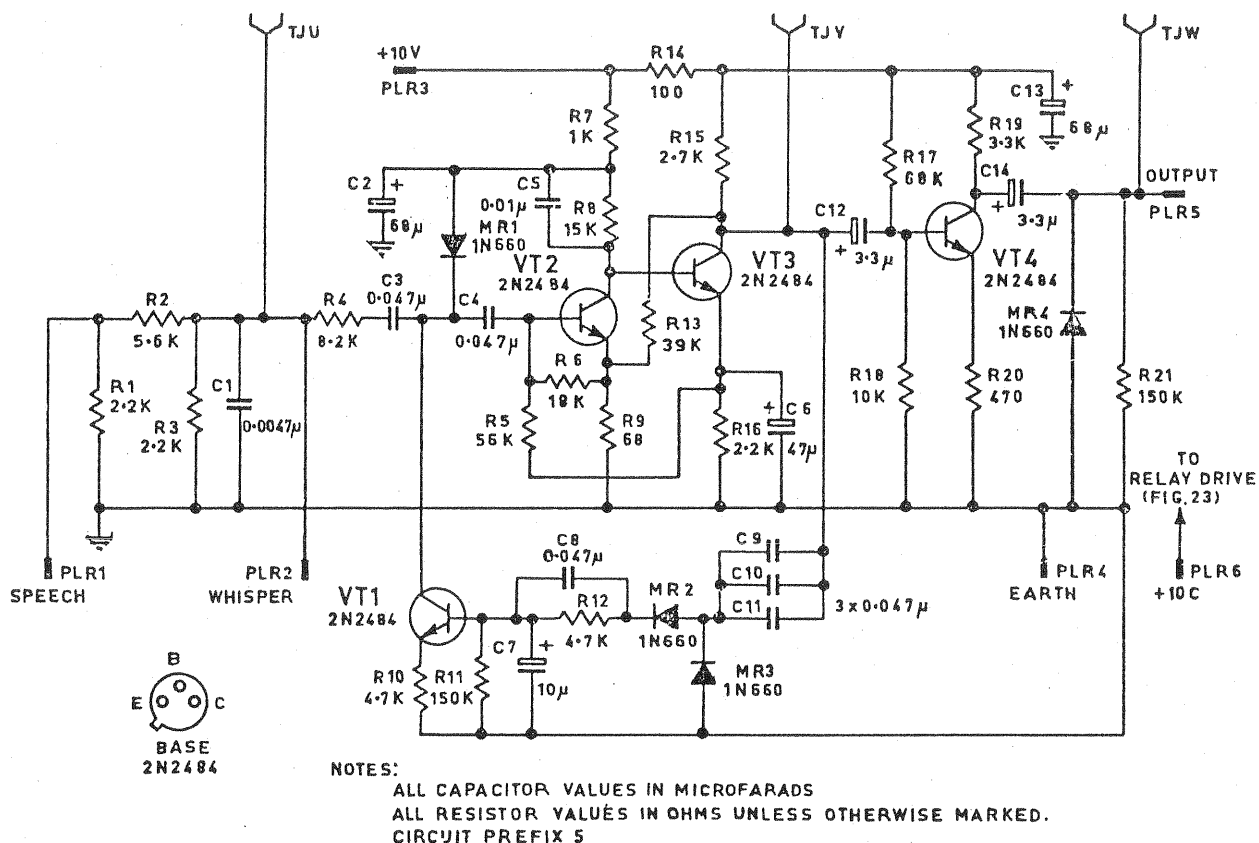 TJU
TJY
TJW
+10V
PLR3
R14
100
C13
+
68μ
R7
1K
R15
2.7K
R19
3.3K
R17
68K
C2
+
68μ
C5
0.01μ
R8
15K
MR1
1N660
C14
+
3.3μ
OUTPUT
PLR5
C12
+
3.3μ
VT2
2N2484
VT3
2N2484
VT4
2N2484
C3
0.047μ
R2
5.6K
R4
8.2K
C4
0.047μ
R13
39K
MR4
1N660
R1
2.2K
R3
2.2K
C1
0.0047μ
R6
18K
R5
56K
R9
68
R16
2.2K
+
C6
47μ
R18
10K
R20
470
R21
150K
TO
RELAY DRIVE
(FIG.23)
PLR1
SPEECH
PLR2
WHISPER
PLR4
EARTH
PLR6
+10C
C8
0.047μ
C9
C10
C11
3 x 0.047μ
VT1
2N2484
R12
4.7K
MR2
1N660
C7
+
10μ
R10
4.7K
R11
150K
MR3
1N660
B
E
C
BASE
2N2484
NOTES:
ALL CAPACITOR VALUES IN MICROFARADS
ALL RESISTOR VALUES IN OHMS UNLESS OTHERWISE MARKED.
CIRCUIT PREFIX 5